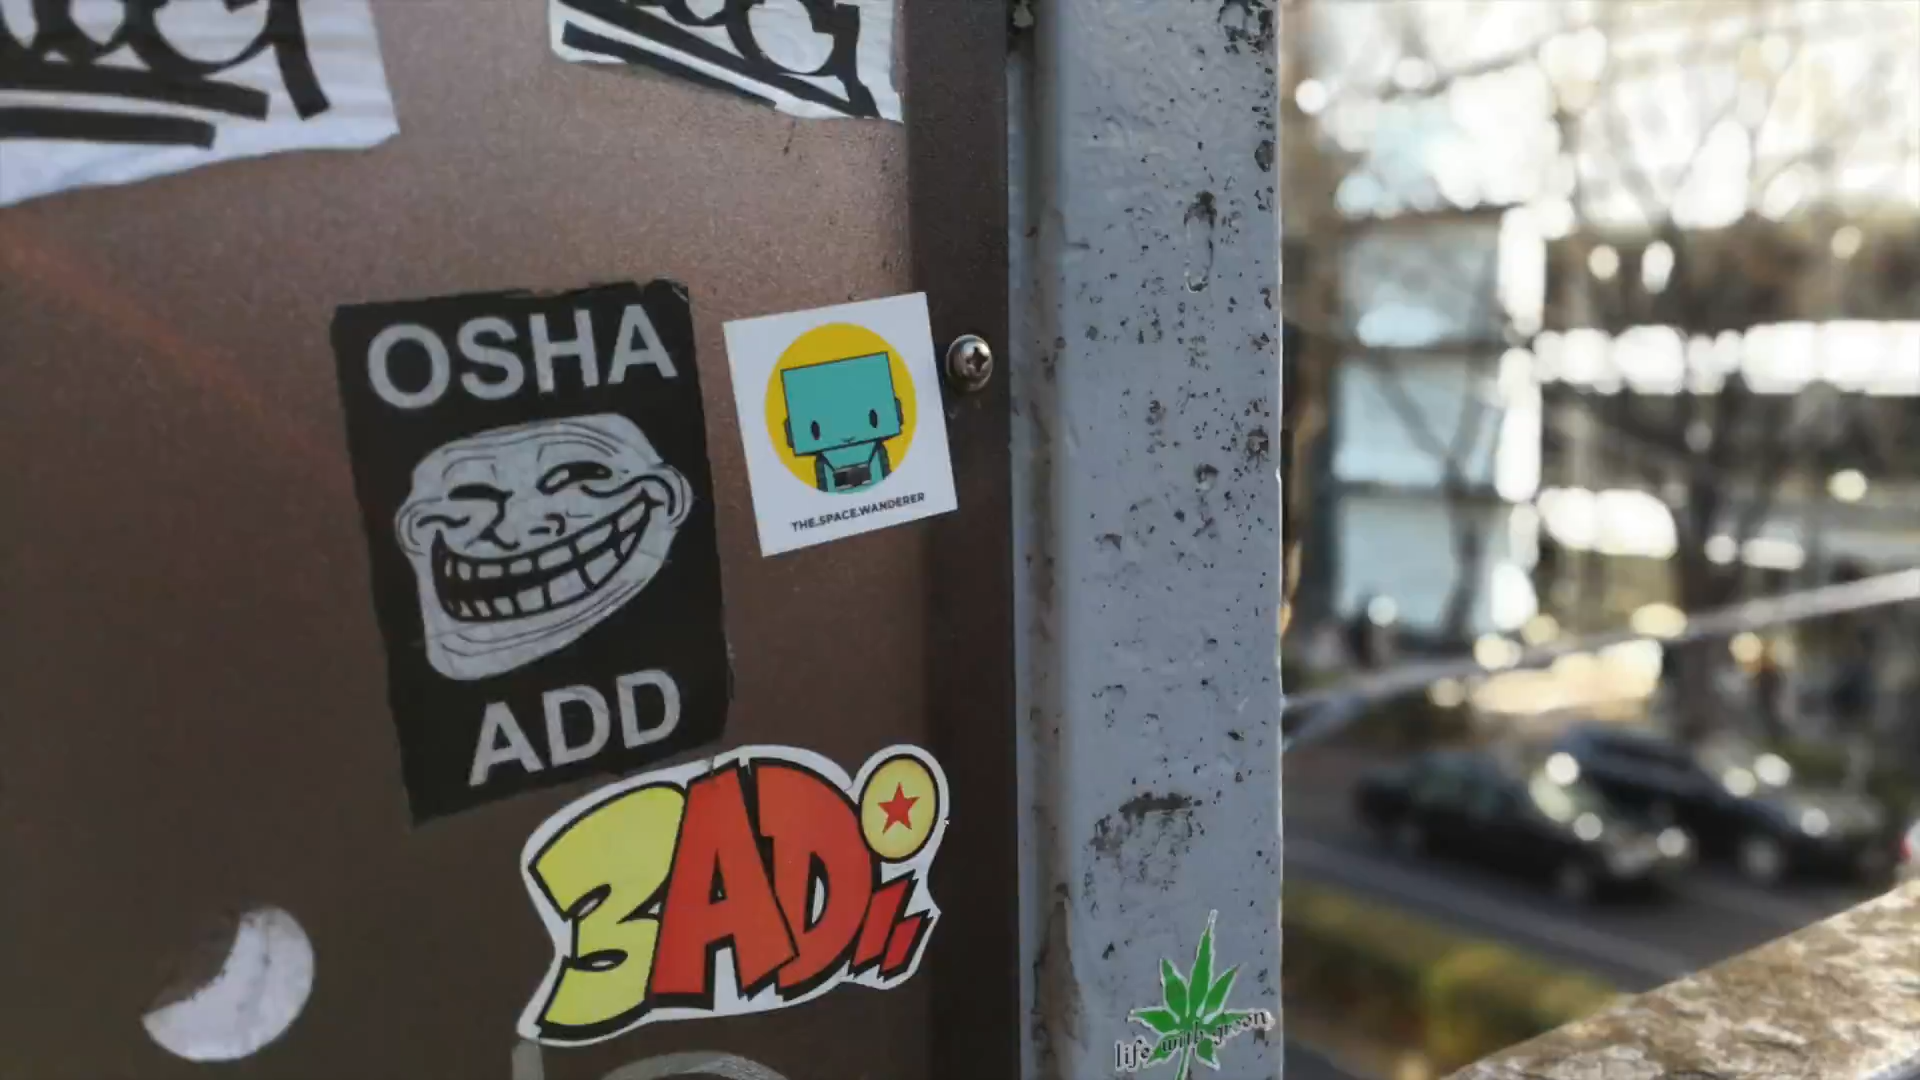 OSHA
ADD
THE.SPACE.WANDERER
3ADi
life with green